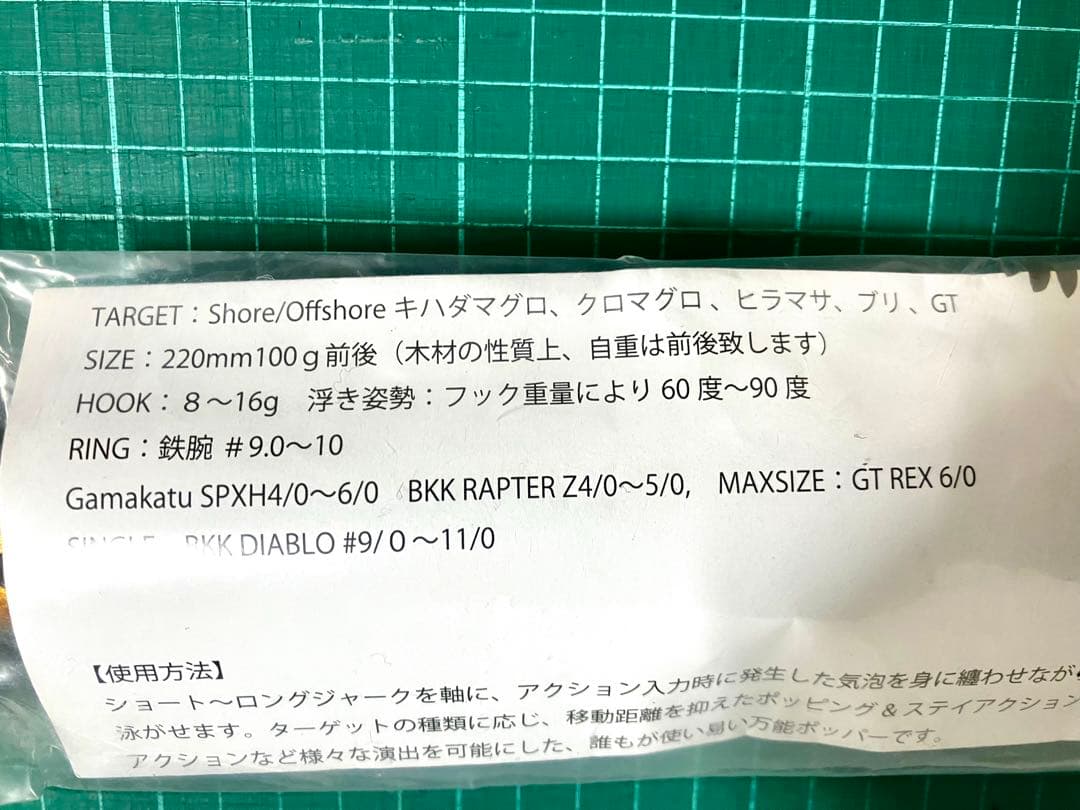 TARGET：Shore/Offshore キハダマグロ、クロマグロ 、ヒラマサ、ブリ 、GT
SIZE：220mm100ｇ前後（木材の性質上、自重は前後致します）
HOOK：８～16g　浮き姿勢：フック重量により 60 度～90 度
RING：鉄腕 ＃9.0～10
Gamakatu SPXH4/0～6/0　BKK RAPTER Z4/0～5/0,　MAXSIZE：GT REX 6/0
SINGLE　BKK DIABLO #9/０～11/0
【使用方法】
ショート～ロングジャークを軸に、アクション入力時に発生した気泡を身に纏わせなが
泳がせます。ターゲットの種類に応じ、移動距離を抑えたポッピング＆ステイアクション
アクションなど様々な演出を可能にした、誰もが使い易い万能ポッパーです。